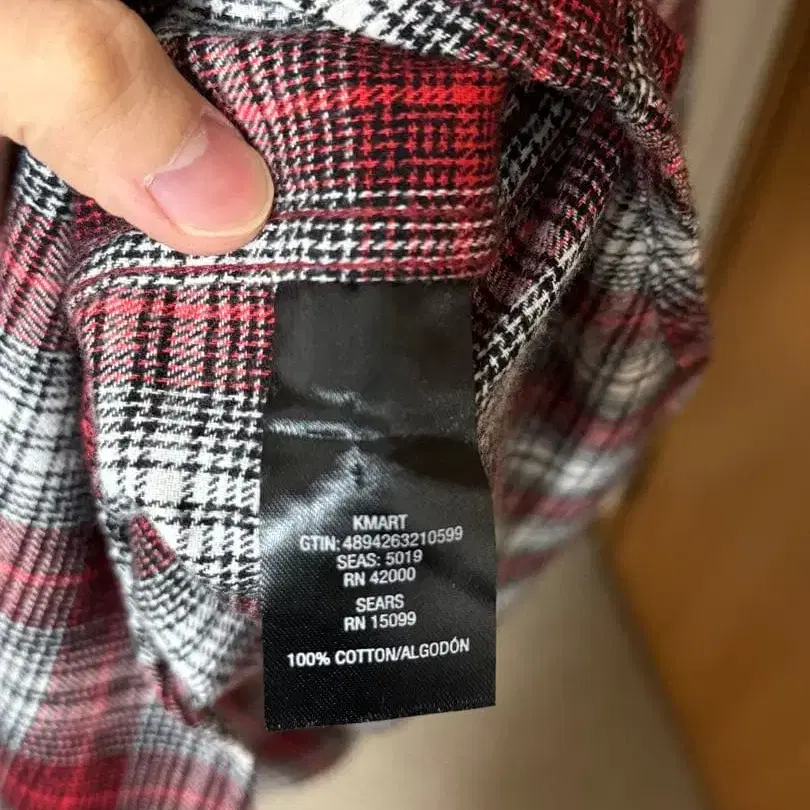 KMART
GTIN: 4894263210599
SEAS: 5019
RN 42000
SEARS
RN 15099
100% COTTON/ALGODÓN